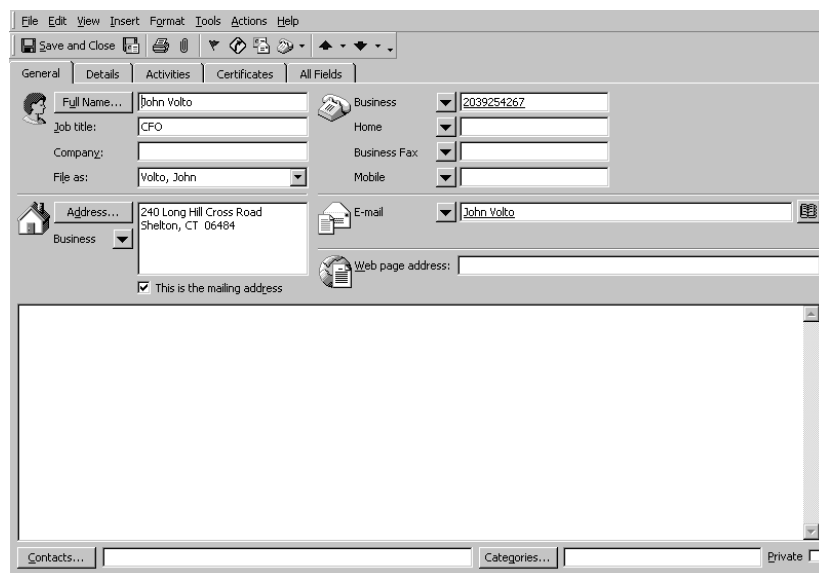 File Edit View Insert Format Tools Actions Help
Save and Close
General Details Activities Certificates All Fields
Full Name... John Volto Business 2039254267
Job title: CFO Home
Company: Business Fax
File as: Volto, John Mobile
Address... 240 Long Hill Cross Road E-mail John Volto
Shelton, CT 06484
Business
Web page address:
This is the mailing address
Contacts... Categories... Private